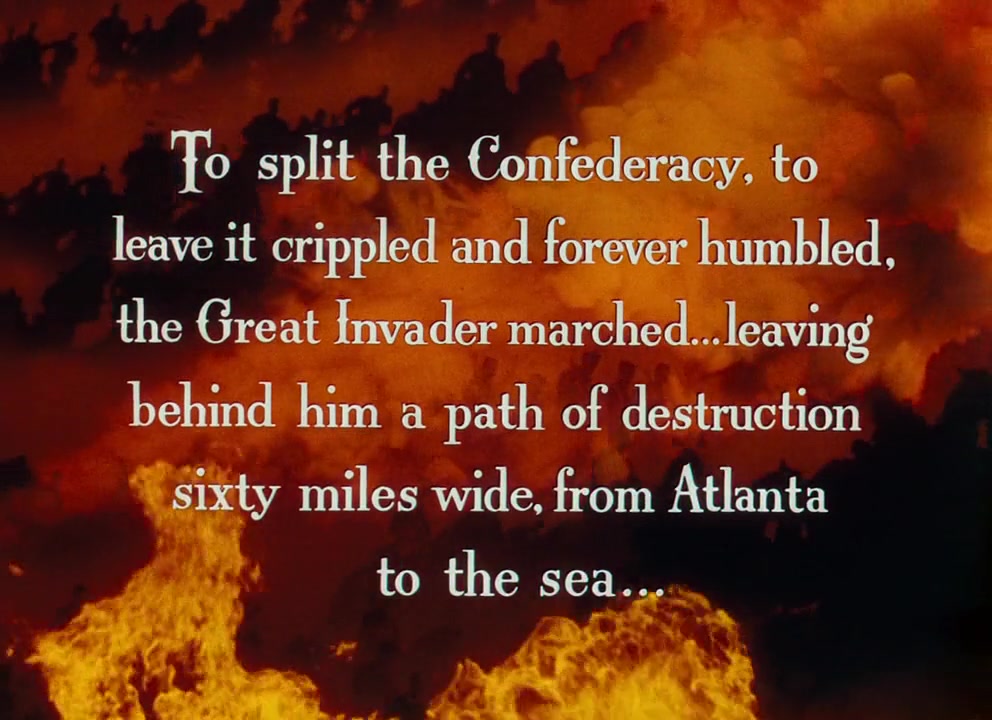 To split the Confederacy, to
leave it crippled and forever humbled,
the Great Invader marched...leaving
behind him a path of destruction
sixty miles wide, from Atlanta
to the sea...